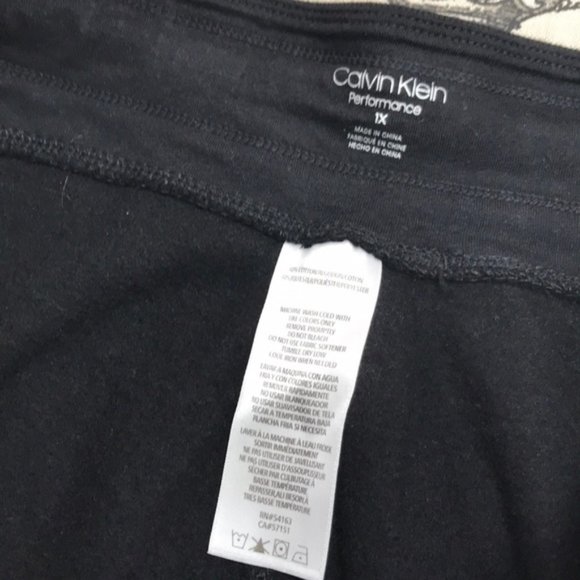 Calvin Klein
Performance
1X
MADE IN CHINA
FABRIQUÉ EN CHINE
HECHO EN CHINA
MACHINE WASH COLD WITH
LIKE COLORS ONLY
REMOVE PROMPTLY
DO NOT BLEACH
DO NOT USE FABRIC SOFTENER
TUMBLE DRY LOW
COOL IRON WHEN NEEDED
LAVAR A MAQUINA CON AGUA
FRIA Y CON COLORES IGUALES
REMOVER RAPIDAMENTE
NO USAR BLANQUEADOR
NO USAR SUAVISADOR DE TELA
SECAR A TEMPERATURA BAJA
PLANCHA FRIA SI NECESITA
LAVER À LA MACHINE À L'EAU FROIDE
SORTIR IMMÉDIATEMENT
NE PAS UTILISER DE JAVELLISANT
NE PAS UTILISER D'ASSOUPLISSEUR
SÉCHER PAR CULBUTAGE À
BASSE TEMPÉRATURE
REPASSER, AU BESOIN À
TRÈS BASSE TEMPÉRATURE
RN#54163
CA#57151